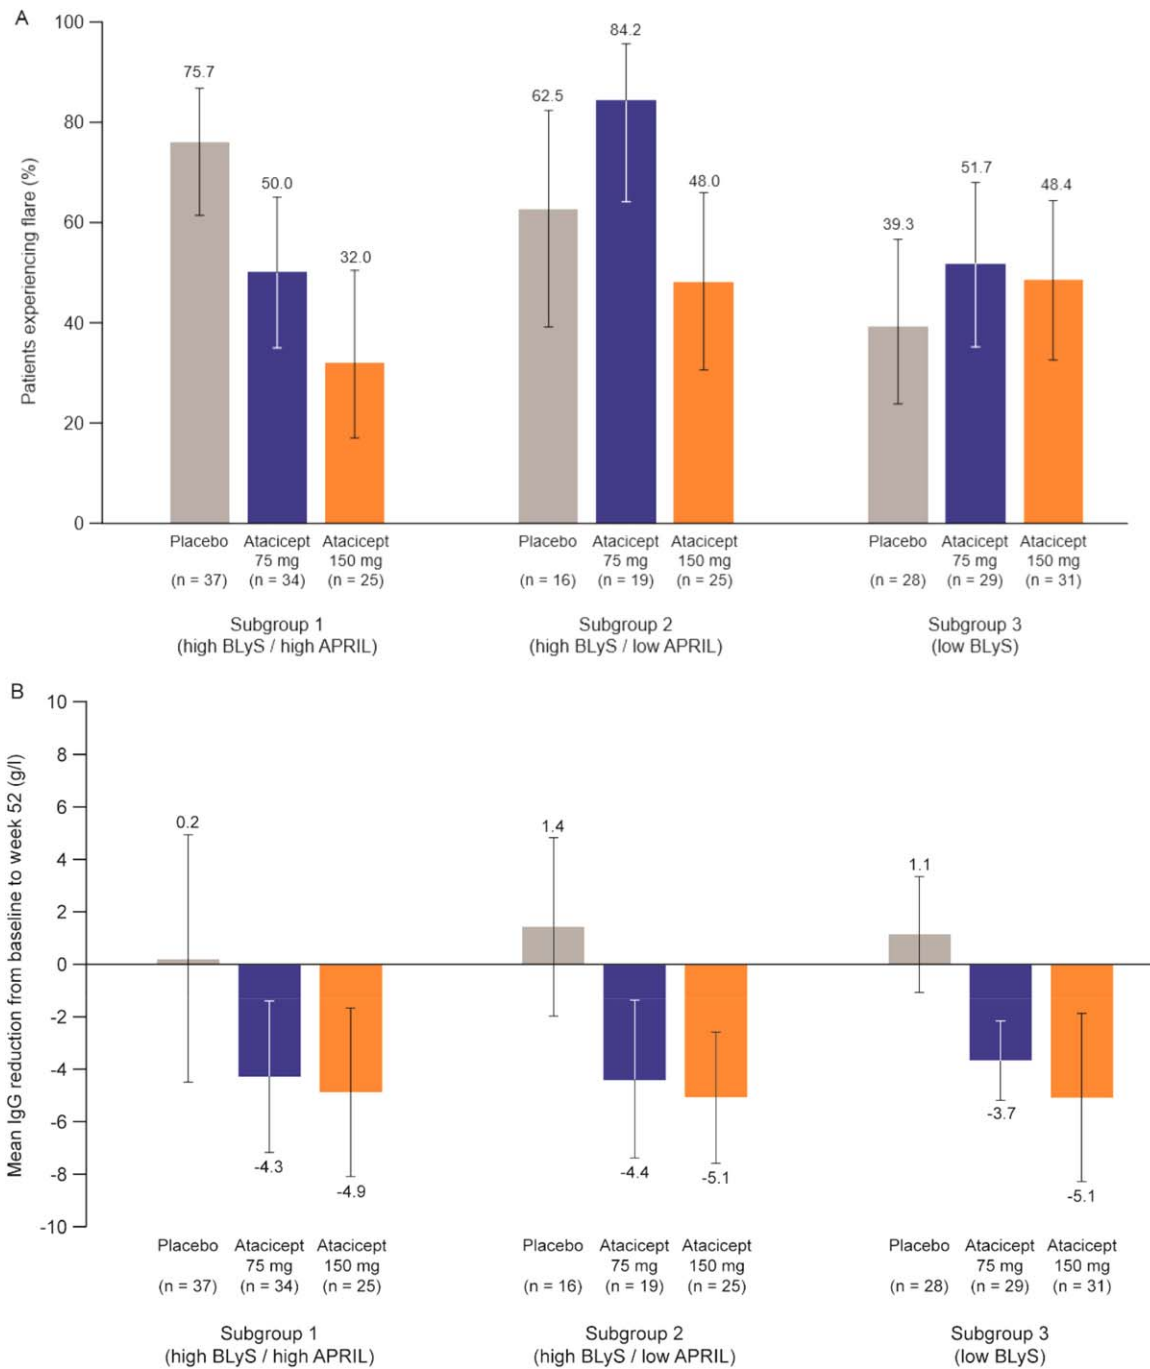 A
100
80
60
40
20
0
Patients experiencing flare (%)
75.7
50.0
32.0
62.5
84.2
48.0
39.3
51.7
48.4
Placebo Atacicept Atacicept Placebo Atacicept Atacicept Placebo Atacicept Atacicept
75 mg 150 mg 75 mg 150 mg 75 mg 150 mg
(n = 37) (n = 34) (n = 25) (n = 16) (n = 19) (n = 25) (n = 28) (n = 29) (n = 31)
Subgroup 1 Subgroup 2 Subgroup 3
(high BLyS / high APRIL) (high BLyS / low APRIL) (low BLyS)
B
10
8
6
4
2
0
-2
-4
-6
-8
-10
Mean IgG reduction from baseline to week 52 (g/l)
0.2
-4.3
-4.9
1.4
-4.4
-5.1
1.1
-3.7
-5.1
Placebo Atacicept Atacicept Placebo Atacicept Atacicept Placebo Atacicept Atacicept
75 mg 150 mg 75 mg 150 mg 75 mg 150 mg
(n = 37) (n = 34) (n = 25) (n = 16) (n = 19) (n = 25) (n = 28) (n = 29) (n = 31)
Subgroup 1 Subgroup 2 Subgroup 3
(high BLyS / high APRIL) (high BLyS / low APRIL) (low BLyS)